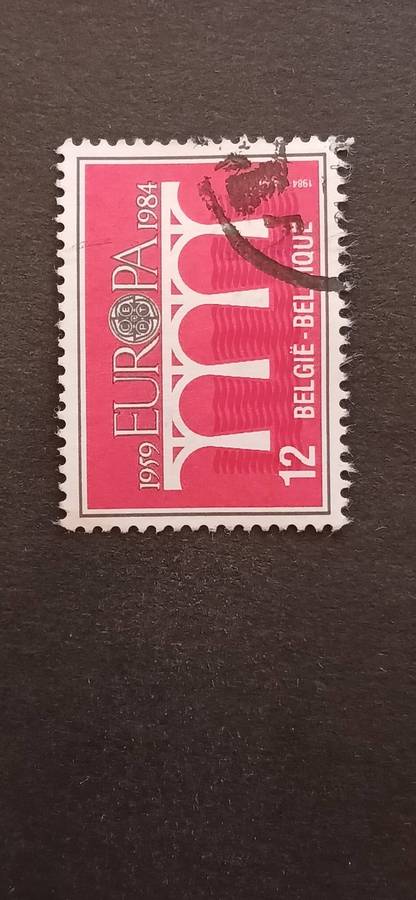 1959 EUROPA 1984
CEPT
12 BELGIË - BELGIQUE
1984